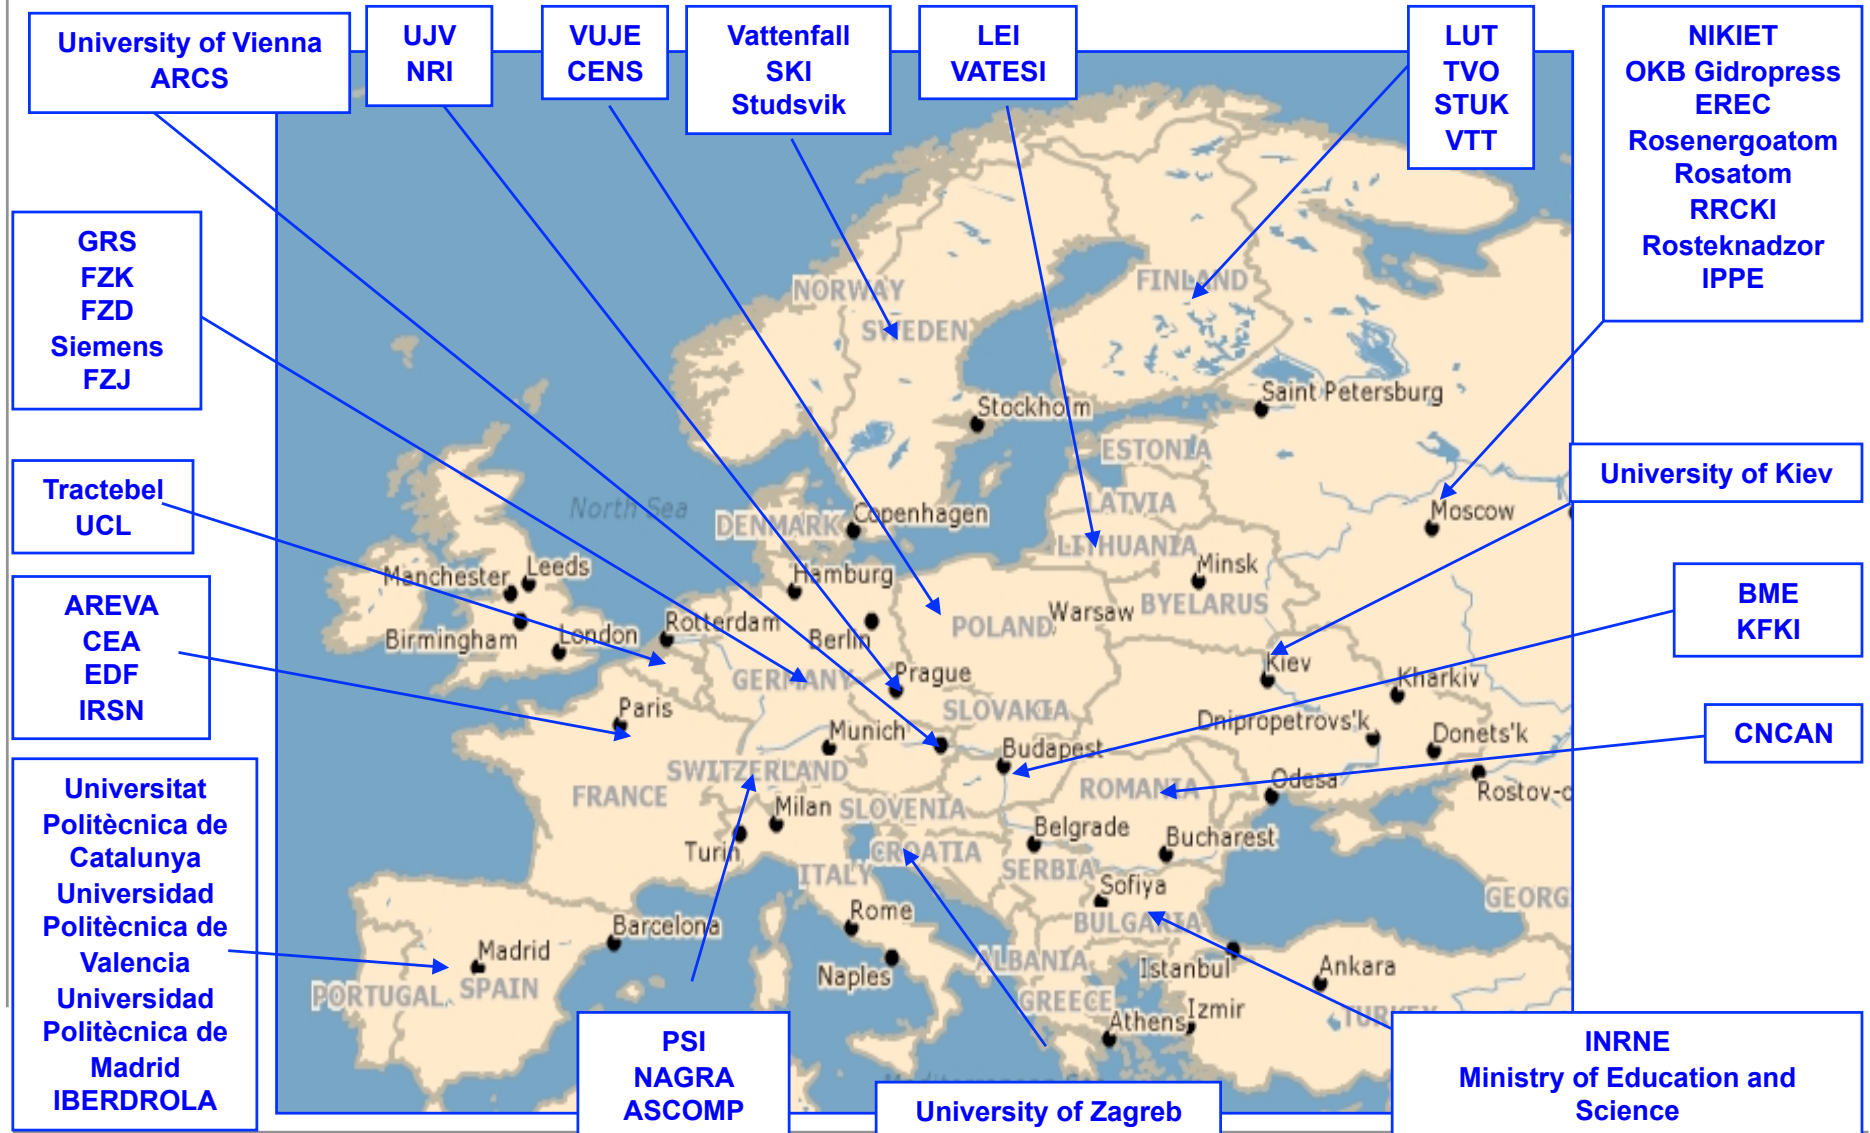 University of Vienna
ARCS
UJV
NRI
VUJE
CENS
Vattenfall
SKI
Studsvik
LEI
VATESI
LUT
TVO
STUK
VTT
NIKIET
OKB Gidropress
EREC
Rosenergoatom
Rosatom
RRCKI
Rosteknadzor
IPPE
GRS
FZK
FZD
Siemens
FZJ
Tractebel
UCL
AREVA
CEA
EDF
IRSN
Universitat
Politècnica de
Catalunya
Universidad
Politècnica de
Valencia
Universidad
Politècnica de
Madrid
IBERDROLA
University of Kiev
BME
KFKI
CNCAN
PSI
NAGRA
ASCOMP
University of Zagreb
INRNE
Ministry of Education and
Science
NORWAY
FINLAND
SWEDEN
Saint Petersburg
Stockholm
ESTONIA
North Sea
LATVIA
Moscow
DENMARK
Copenhagen
LITHUANIA
Minsk
Manchester
Leeds
Hamburg
BYELARUS
Birmingham
London
Rotterdam
Berlin
POLAND
Warsaw
GERMANY
Prague
Kiev
Kharkiv
Paris
SLOVAKIA
Munich
Budapest
Dnipropetrovs'k
Donets'k
SWITZERLAND
FRANCE
Milan
SLOVENIA
ROMANIA
Odesa
Rostov-o
Turin
CROATIA
Belgrade
Bucharest
ITALY
SERBIA
Sofiya
GEORG
Rome
Barcelona
BULGARIA
Madrid
Naples
ALBANIA
Istanbul
Ankara
PORTUGAL
SPAIN
GREECE
Izmir
Athens
TURKEY